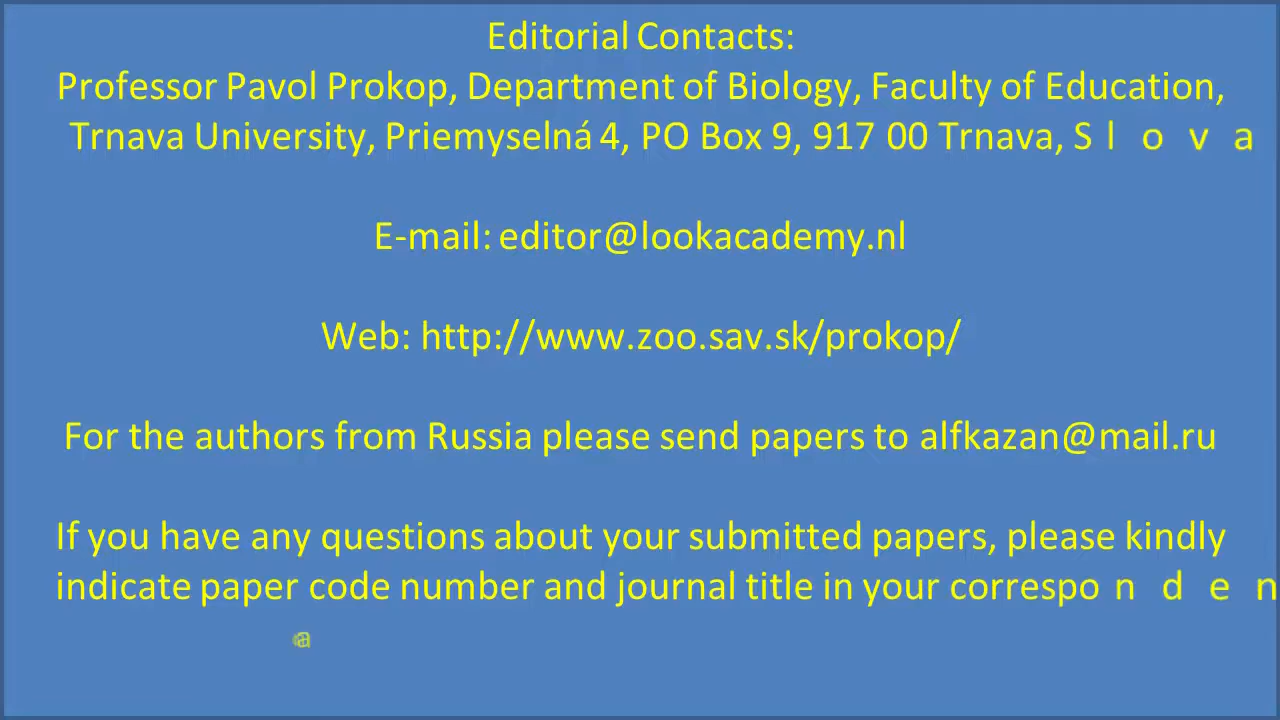 Editorial Contacts:
Professor Pavol Prokop, Department of Biology, Faculty of Education,
Trnava University, Priemyselná 4, PO Box 9, 917 00 Trnava, S l o v a
E-mail: editor@lookacademy.nl
Web: http://www.zoo.sav.sk/prokop/
For the authors from Russia please send papers to alfkazan@mail.ru
If you have any questions about your submitted papers, please kindly
indicate paper code number and journal title in your correspo n d e n